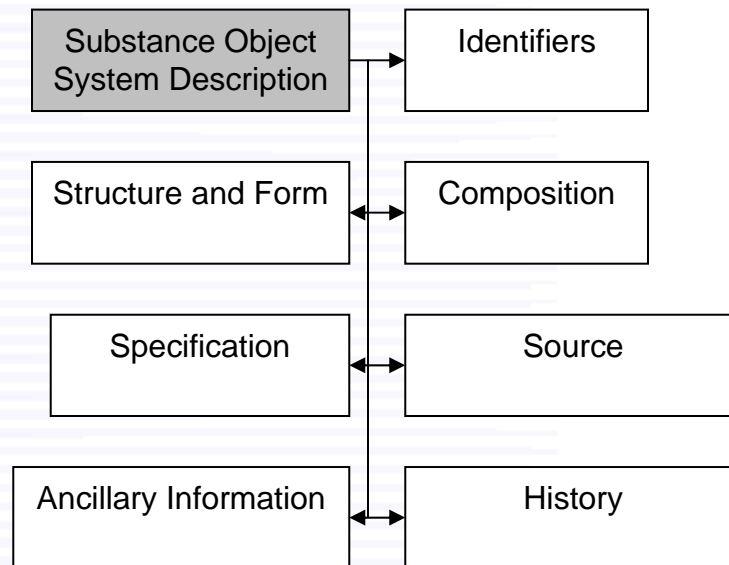 Substance Object
System Description
Identifiers
Structure and Form
Composition
Specification
Source
Ancillary Information
History